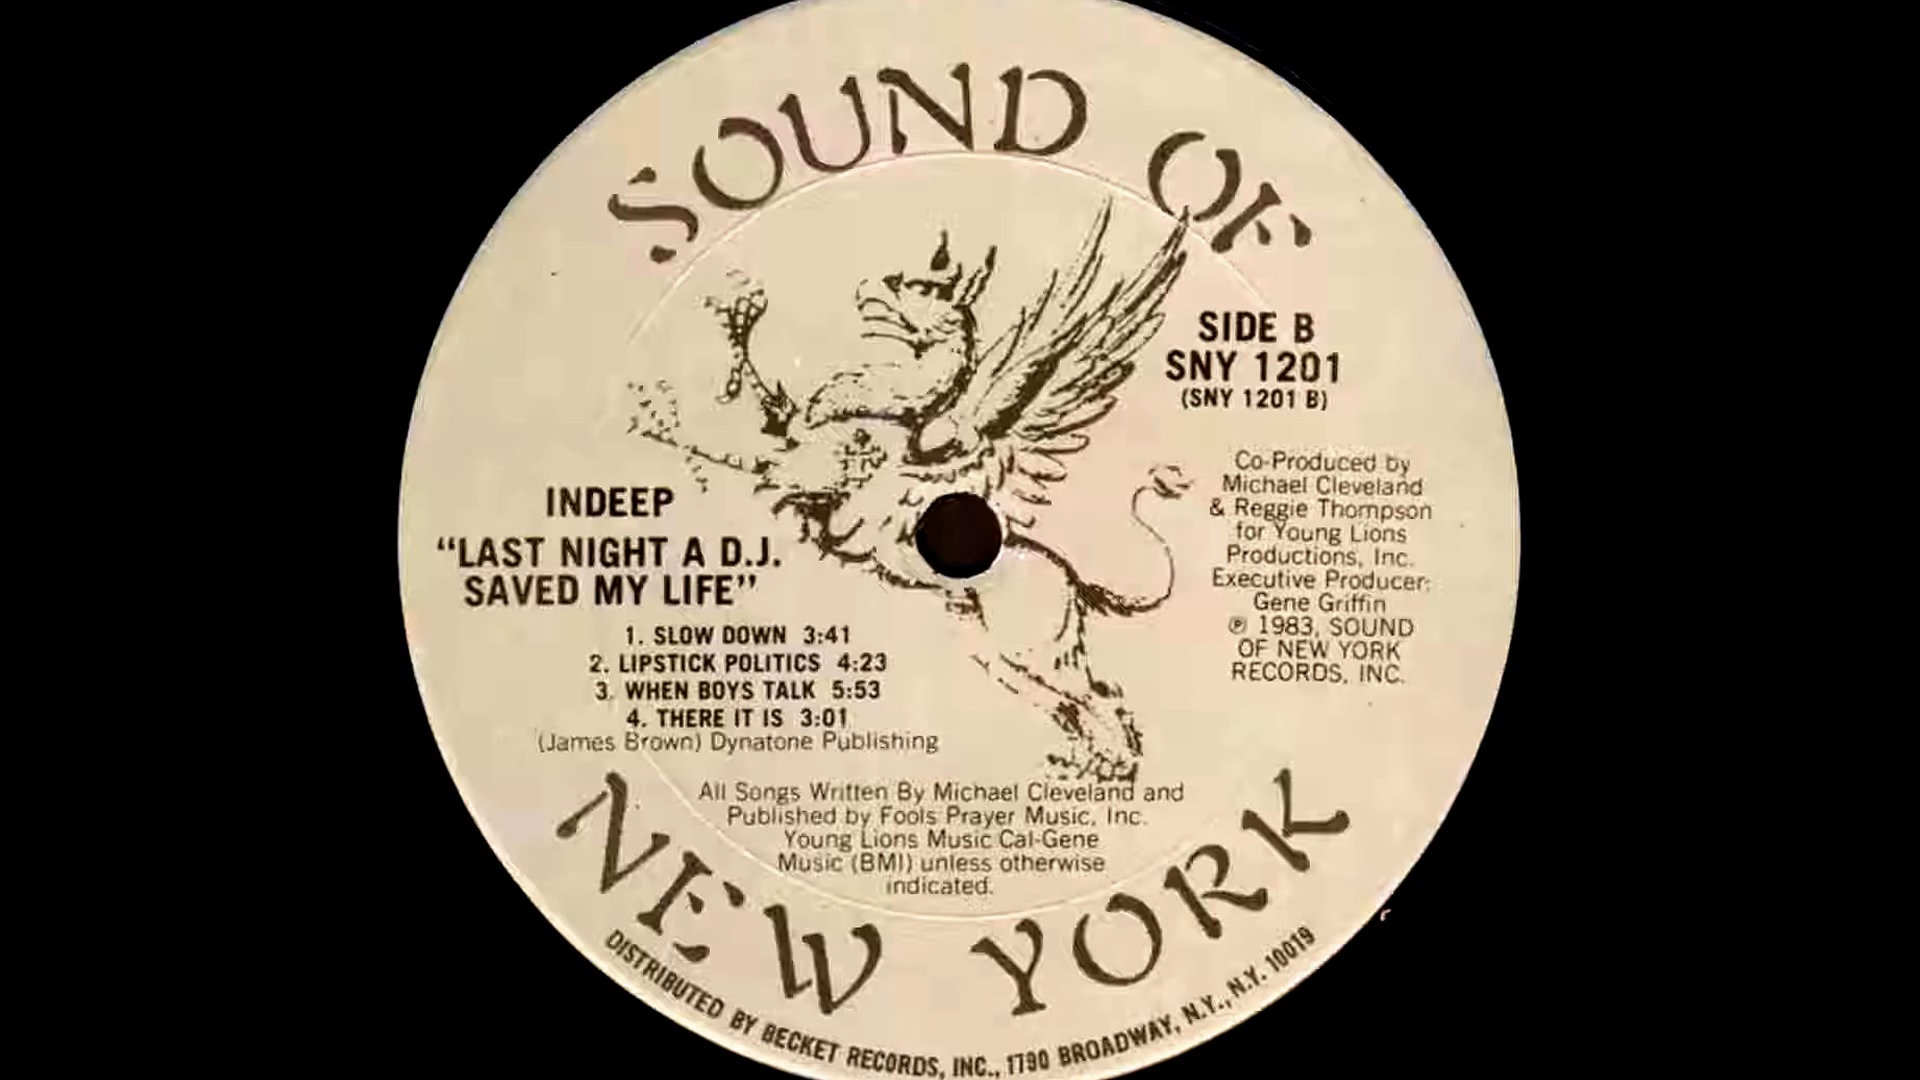 SOUND OF
SIDE B
SNY 1201
(SNY 1201 B)
Co-Produced by
Michael Cleveland
& Reggie Thompson
for Young Lions
Productions, Inc.
Executive Producer:
Gene Griffin
℗ 1983, SOUND
OF NEW YORK
RECORDS, INC.
INDEEP
“LAST NIGHT A D.J.
SAVED MY LIFE”
1. SLOW DOWN 3:41
2. LIPSTICK POLITICS 4:23
3. WHEN BOYS TALK 5:53
4. THERE IT IS 3:01
(James Brown) Dynatone Publishing
All Songs Written By Michael Cleveland and
Published by Fools Prayer Music, Inc.
Young Lions Music Cal-Gene
Music (BMI) unless otherwise
indicated.
NEW YORK
DISTRIBUTED BY BECKET RECORDS, INC., 1790 BROADWAY, N.Y., N.Y. 10019